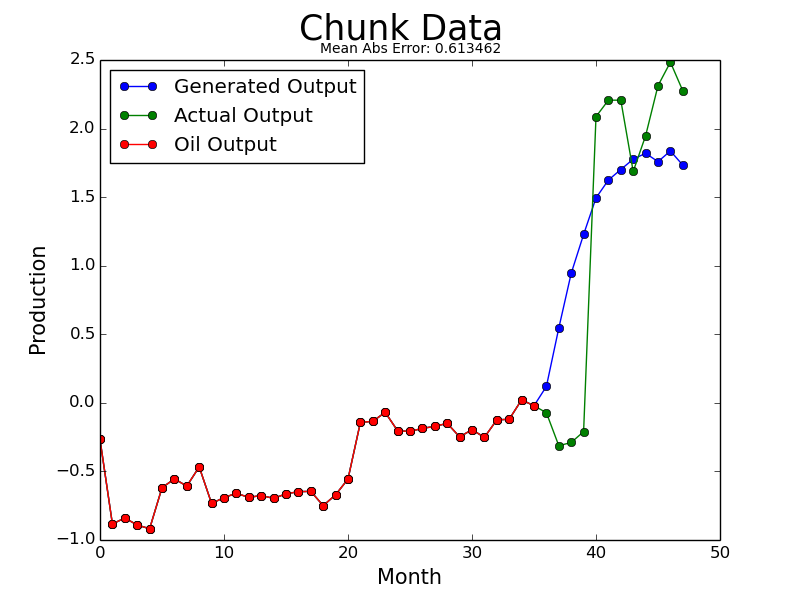 Chunk Data
Mean Abs Error: 0.613462
Generated Output
Actual Output
Oil Output
Production
2.5
2.0
1.5
1.0
0.5
0.0
−0.5
−1.0
0 10 20 30 40 50
Month